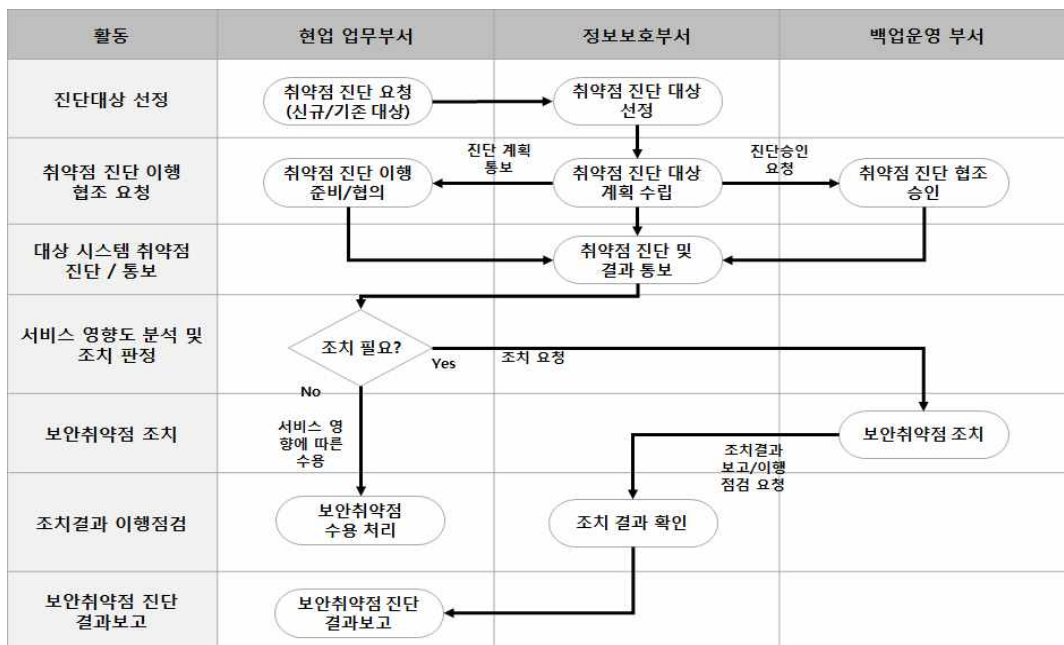 활동
현업 업무부서
정보보호부서
백업운영 부서
진단대상 선정
취약점 진단 요청
(신규/기존 대상)
취약점 진단 대상
선정
취약점 진단 이행
협조 요청
취약점 진단 이행
준비/협의
진단 계획
통보
취약점 진단 대상
계획 수립
진단승인
요청
취약점 진단 협조
승인
대상 시스템 취약점
진단 / 통보
취약점 진단 및
결과 통보
서비스 영향도 분석 및
조치 판정
조치 필요?
Yes
조치 요청
No
보안취약점 조치
서비스 영
향에 따른
수용
조치결과
보고/이행
점검 요청
보안취약점 조치
조치결과 이행점검
보안취약점
수용 처리
조치 결과 확인
보안취약점 진단
결과보고
보안취약점 진단
결과보고